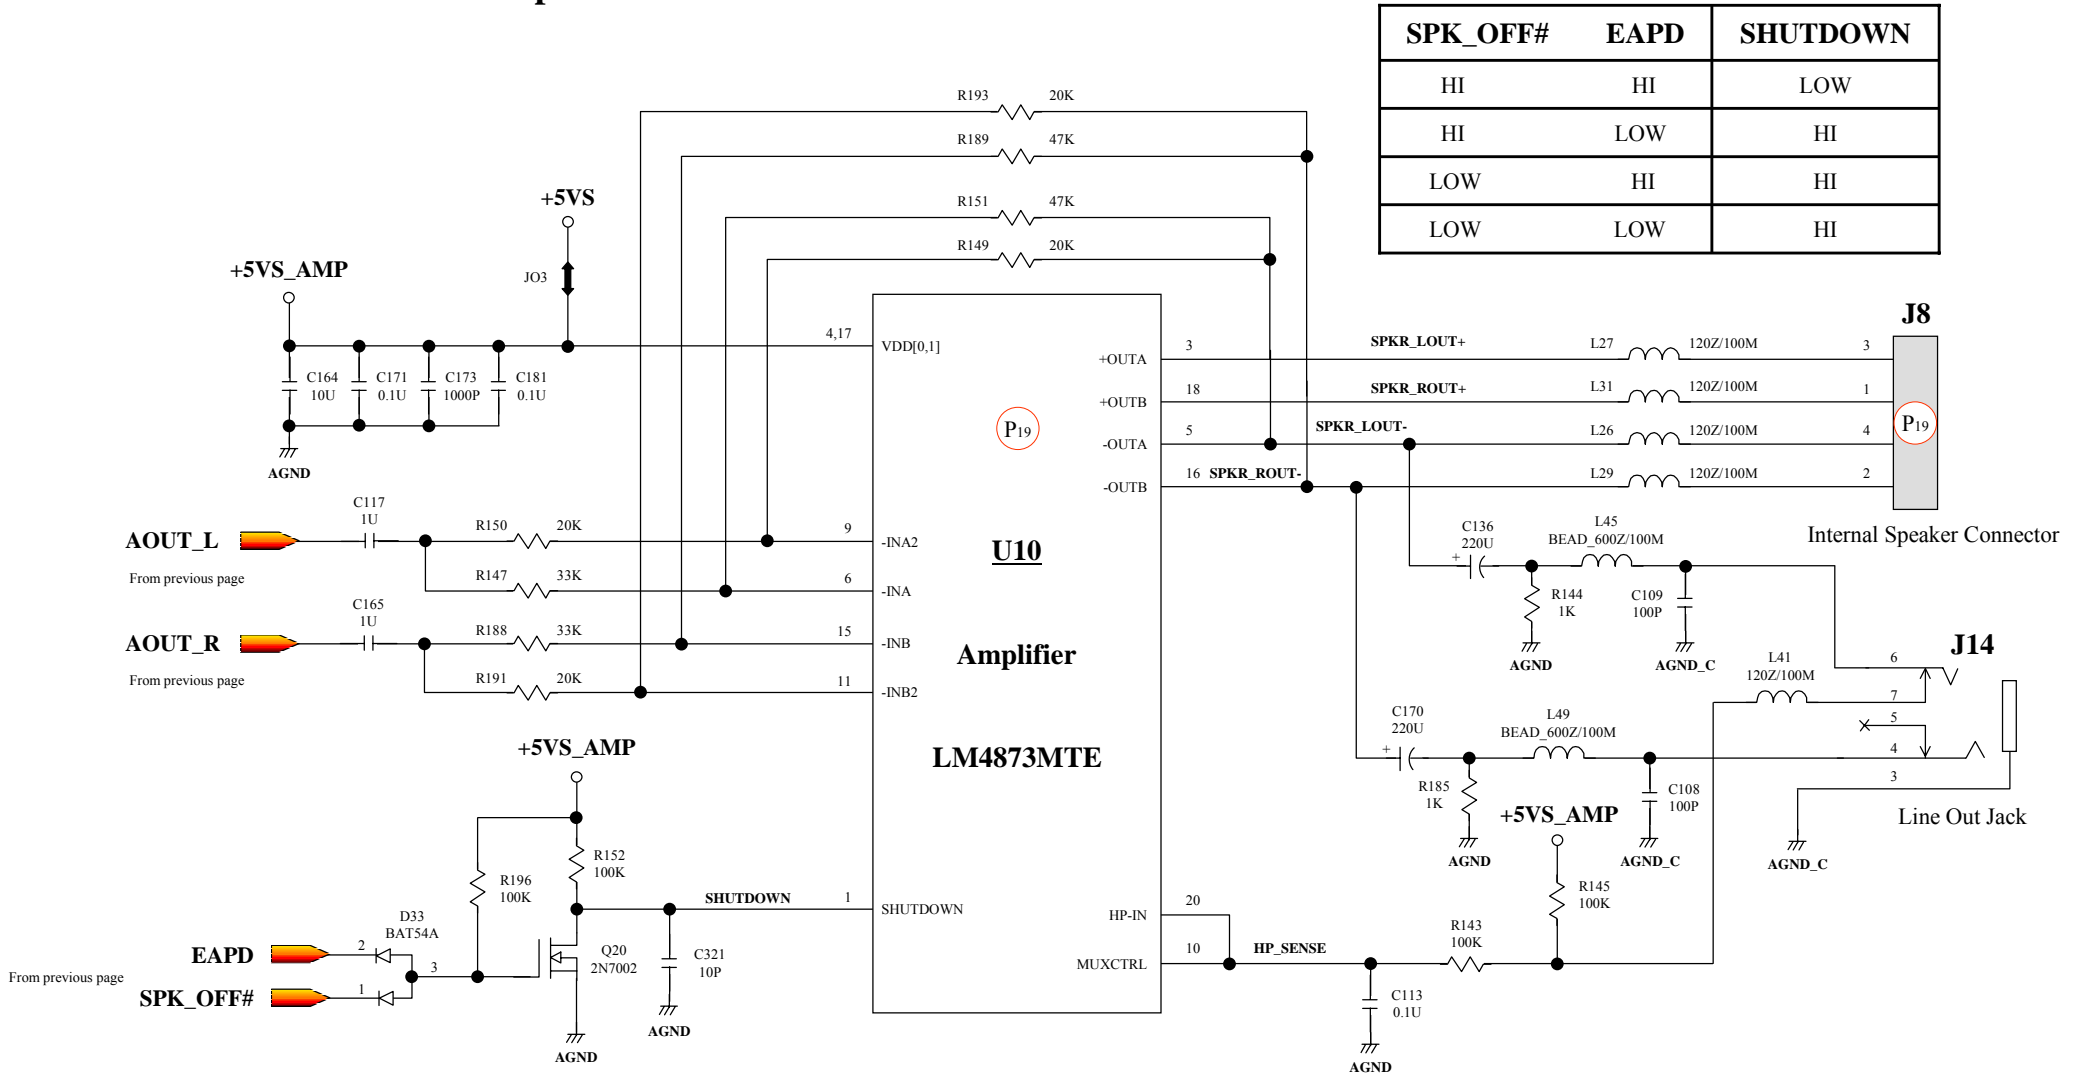 SPK_OFF# EAPD SHUTDOWN
HI HI LOW
HI LOW HI
LOW HI HI
LOW LOW HI
R193 20K
R189 47K
R151 47K
R149 20K
+5VS
JO3
+5VS_AMP
C164 10U
C171 0.1U
C173 1000P
C181 0.1U
AGND
4,17 VDD[0,1]
P19
U10
Amplifier
LM4873MTE
+OUTA 3 SPKR_LOUT+ L27 120Z/100M 3
+OUTB 18 SPKR_ROUT+ L31 120Z/100M 1
-OUTA 5 SPKR_LOUT- L26 120Z/100M 4
-OUTB 16 SPKR_ROUT- L29 120Z/100M 2
J8
P19
Internal Speaker Connector
AOUT_L
From previous page
C117
1U
R150 20K
9 -INA2
R147 33K
6 -INA
AOUT_R
From previous page
C165
1U
R188 33K
15 -INB
R191 20K
11 -INB2
C136
220U
+
L45
BEAD_600Z/100M
R144
1K
AGND
C109
100P
AGND_C
C170
220U
+
L49
BEAD_600Z/100M
R185
1K
AGND
C108
100P
AGND_C
L41
120Z/100M
J14
6
7
5
4
3
Line Out Jack
AGND_C
+5VS_AMP
R145
100K
R143
100K
HP-IN 20
MUXCTRL 10 HP_SENSE
C113
0.1U
AGND
+5VS_AMP
R152
100K
R196
100K
SHUTDOWN 1 SHUTDOWN
D33
BAT54A
EAPD 2
3
From previous page
SPK_OFF# 1
Q20
2N7002
AGND
C321
10P
AGND